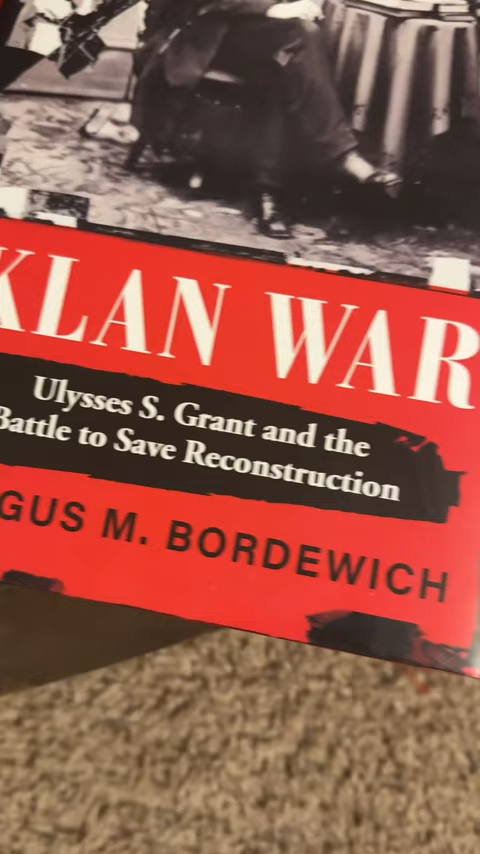 KLAN WAR
Ulysses S. Grant and the
Battle to Save Reconstruction
GUS M. BORDEWICH